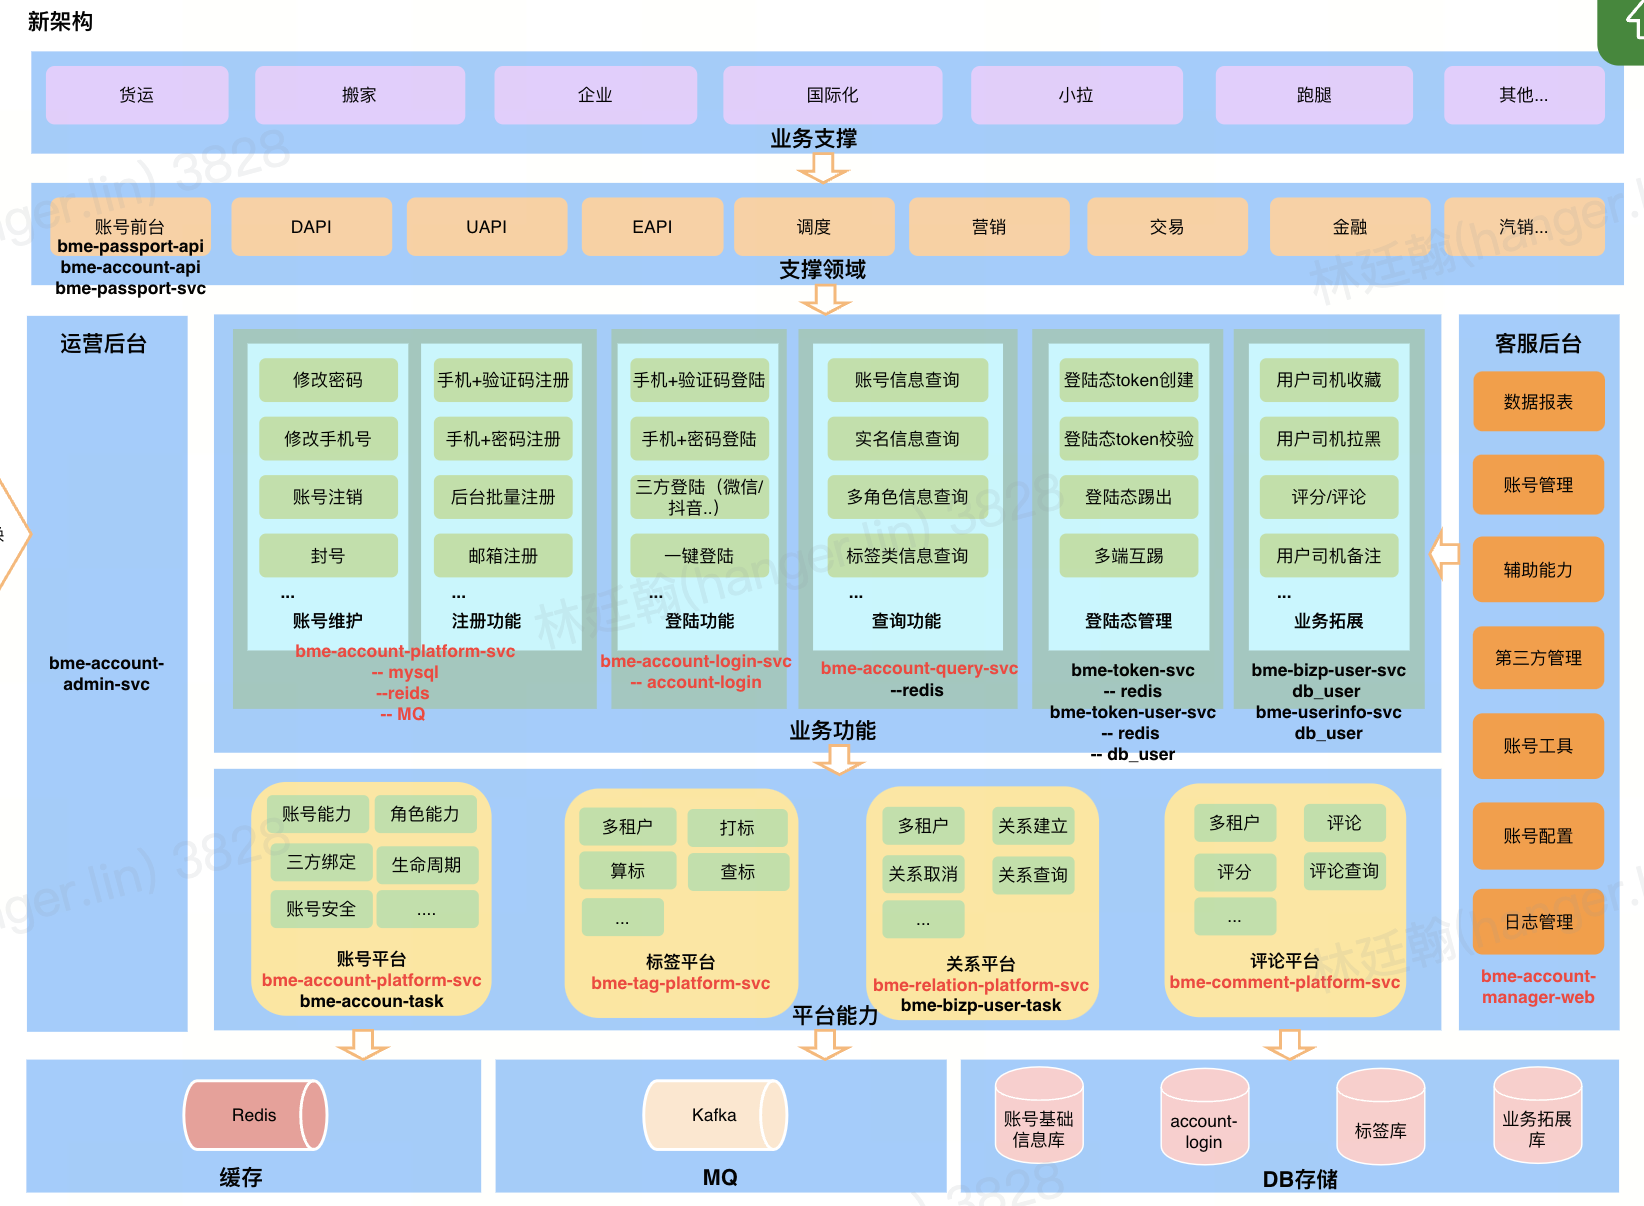 新架构
货运
搬家
企业
国际化
小拉
跑腿
其他...
业务支撑
账号前台
bme-passport-api
bme-account-api
bme-passport-svc
DAPI
UAPI
EAPI
调度
营销
交易
金融
汽销...
支撑领域
运营后台
bme-account-
admin-svc
修改密码
修改手机号
账号注销
封号
...
账号维护
手机+验证码注册
手机+密码注册
后台批量注册
邮箱注册
...
注册功能
bme-account-platform-svc
-- mysql
--reids
-- MQ
手机+验证码登陆
手机+密码登陆
三方登陆（微信/
抖音..）
一键登陆
...
登陆功能
bme-account-login-svc
-- account-login
账号信息查询
实名信息查询
多角色信息查询
标签类信息查询
...
查询功能
bme-account-query-svc
--redis
登陆态token创建
登陆态token校验
登陆态踢出
多端互踢
登陆态管理
bme-token-svc
-- redis
bme-token-user-svc
-- redis
-- db_user
用户司机收藏
用户司机拉黑
评分/评论
用户司机备注
...
业务拓展
bme-bizp-user-svc
db_user
bme-userinfo-svc
db_user
业务功能
客服后台
数据报表
账号管理
辅助能力
第三方管理
账号工具
账号配置
日志管理
bme-account-
manager-web
账号能力
角色能力
三方绑定
生命周期
账号安全
....
账号平台
bme-account-platform-svc
bme-accoun-task
多租户
打标
算标
查标
...
标签平台
bme-tag-platform-svc
多租户
关系建立
关系取消
关系查询
...
关系平台
bme-relation-platform-svc
bme-bizp-user-task
多租户
评论
评分
评论查询
...
评论平台
bme-comment-platform-svc
平台能力
Redis
缓存
Kafka
MQ
账号基础
信息库
account-
login
标签库
业务拓展
库
DB存储
林廷翰(hanger.lin) 3828